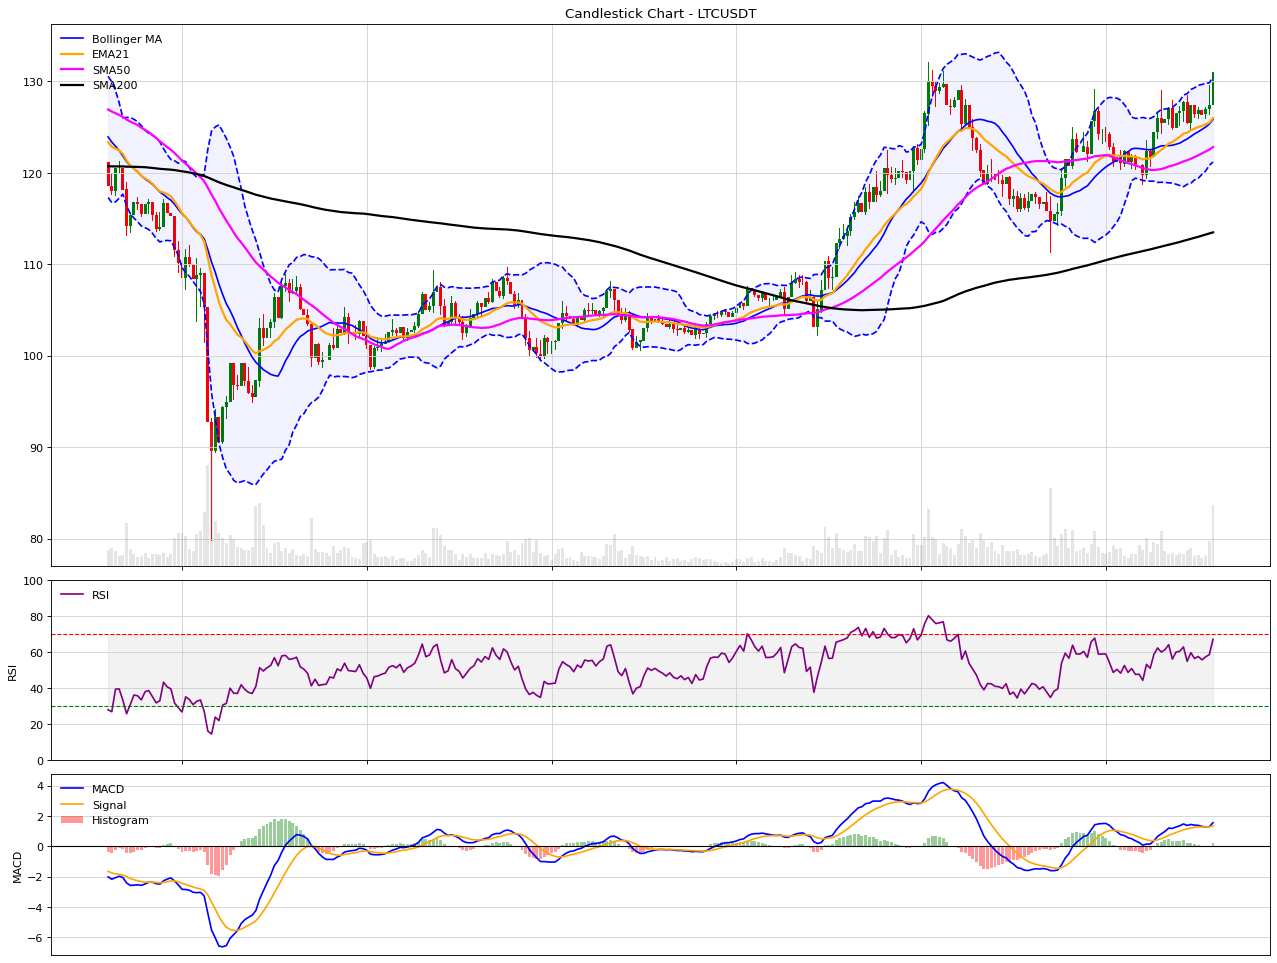 Candlestick Chart - LTCUSDT
Bollinger MA
EMA21
SMA50
SMA200
130
120
110
100
90
80
RSI
100
80
60
40
20
0
RSI
MACD
Signal
Histogram
4
2
0
−2
−4
−6
MACD